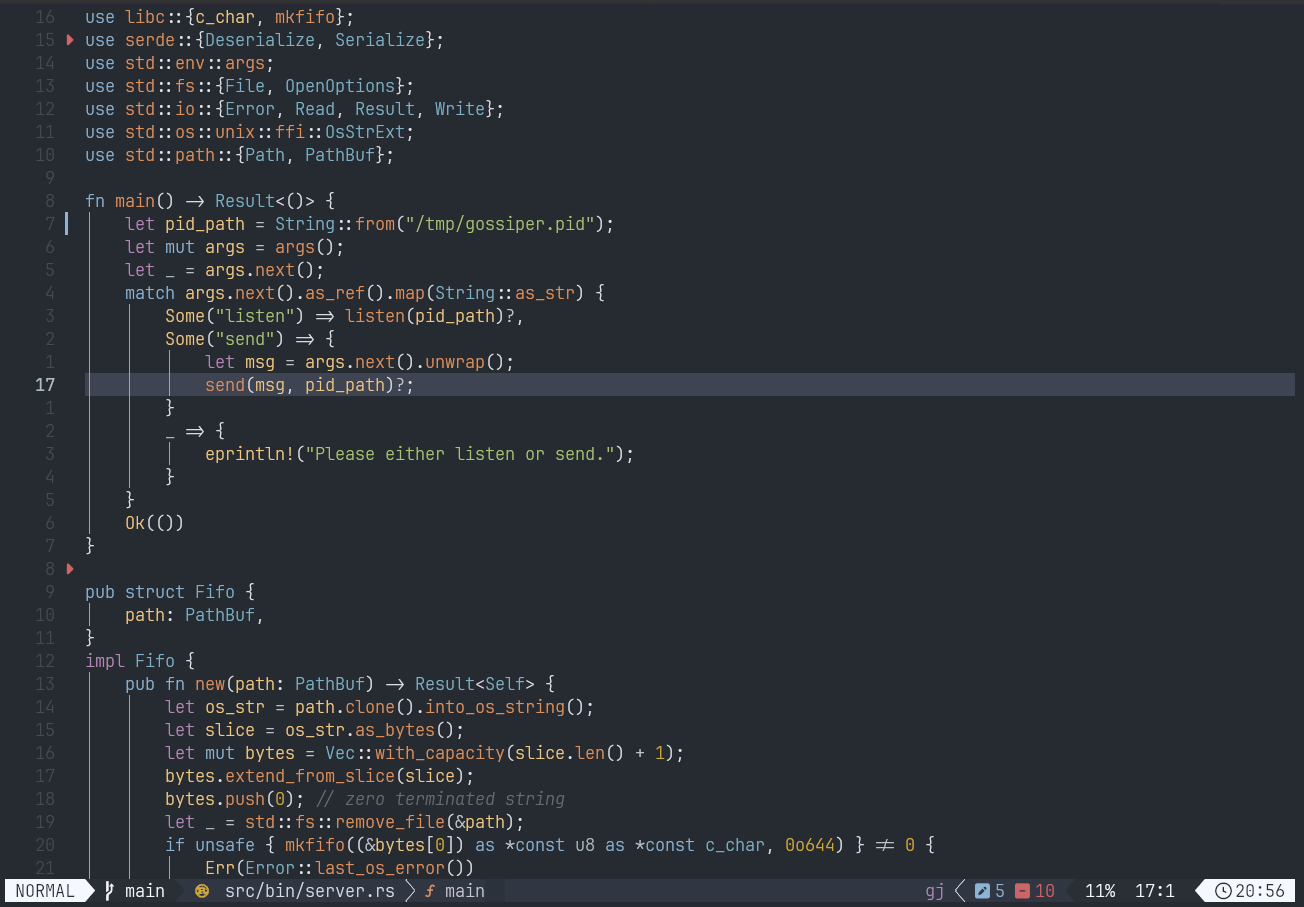 16 use libc::{c_char, mkfifo};
15 use serde::{Deserialize, Serialize};
14 use std::env::args;
13 use std::fs::{File, OpenOptions};
12 use std::io::{Error, Read, Result, Write};
11 use std::os::unix::ffi::OsStrExt;
10 use std::path::{Path, PathBuf};
9
8 fn main() -> Result<()> {
7     let pid_path = String::from("/tmp/gossiper.pid");
6     let mut args = args();
5     let _ = args.next();
4     match args.next().as_ref().map(String::as_str) {
3         Some("listen") => listen(pid_path)?,
2         Some("send") => {
1             let msg = args.next().unwrap();
17             send(msg, pid_path)?;
1         }
2         _ => {
3             eprintln!("Please either listen or send.");
4         }
5     }
6     Ok(())
7 }
8
9 pub struct Fifo {
10     path: PathBuf,
11 }
12 impl Fifo {
13     pub fn new(path: PathBuf) -> Result<Self> {
14         let os_str = path.clone().into_os_string();
15         let slice = os_str.as_bytes();
16         let mut bytes = Vec::with_capacity(slice.len() + 1);
17         bytes.extend_from_slice(slice);
18         bytes.push(0); // zero terminated string
19         let _ = std::fs::remove_file(&path);
20         if unsafe { mkfifo((&bytes[0]) as *const u8 as *const c_char, 0o644) } != 0 {
21             Err(Error::last_os_error())
NORMAL main src/bin/server.rs main gj 5 10 11% 17:1 20:56